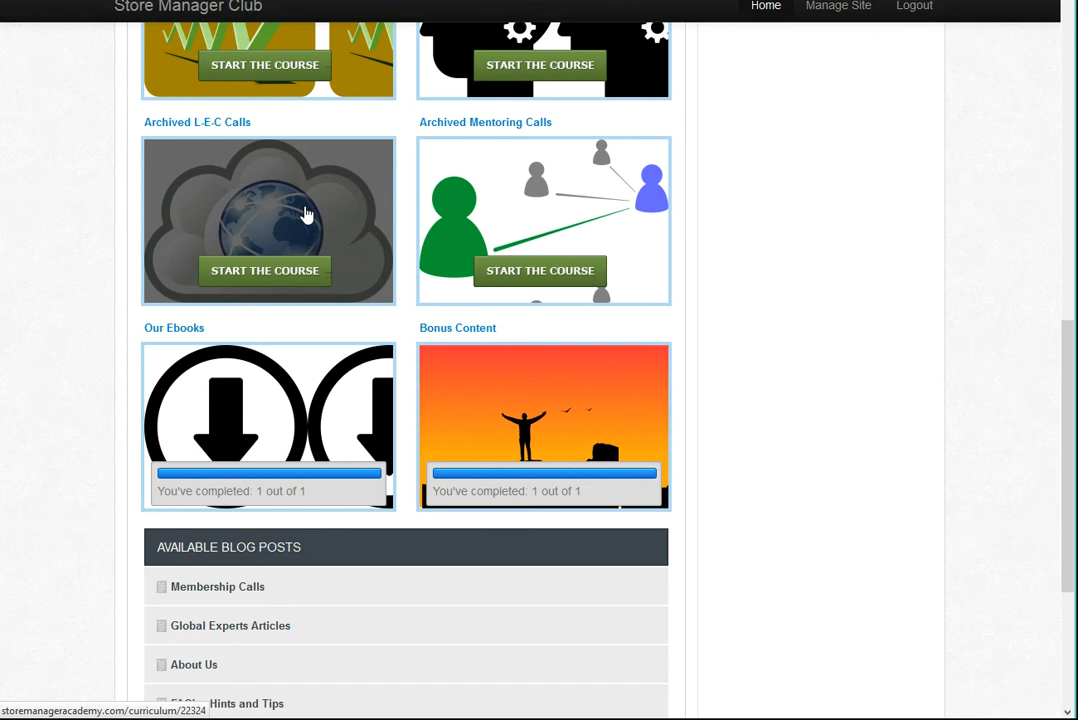 Store Manager Club
Home Manage Site Logout
START THE COURSE START THE COURSE
Archived L-E-C Calls Archived Mentoring Calls
START THE COURSE START THE COURSE
Our Ebooks Bonus Content
You've completed: 1 out of 1 You've completed: 1 out of 1
AVAILABLE BLOG POSTS
Membership Calls
Global Experts Articles
About Us
Hints and Tips
storemanageracademy.com/curriculum/22324